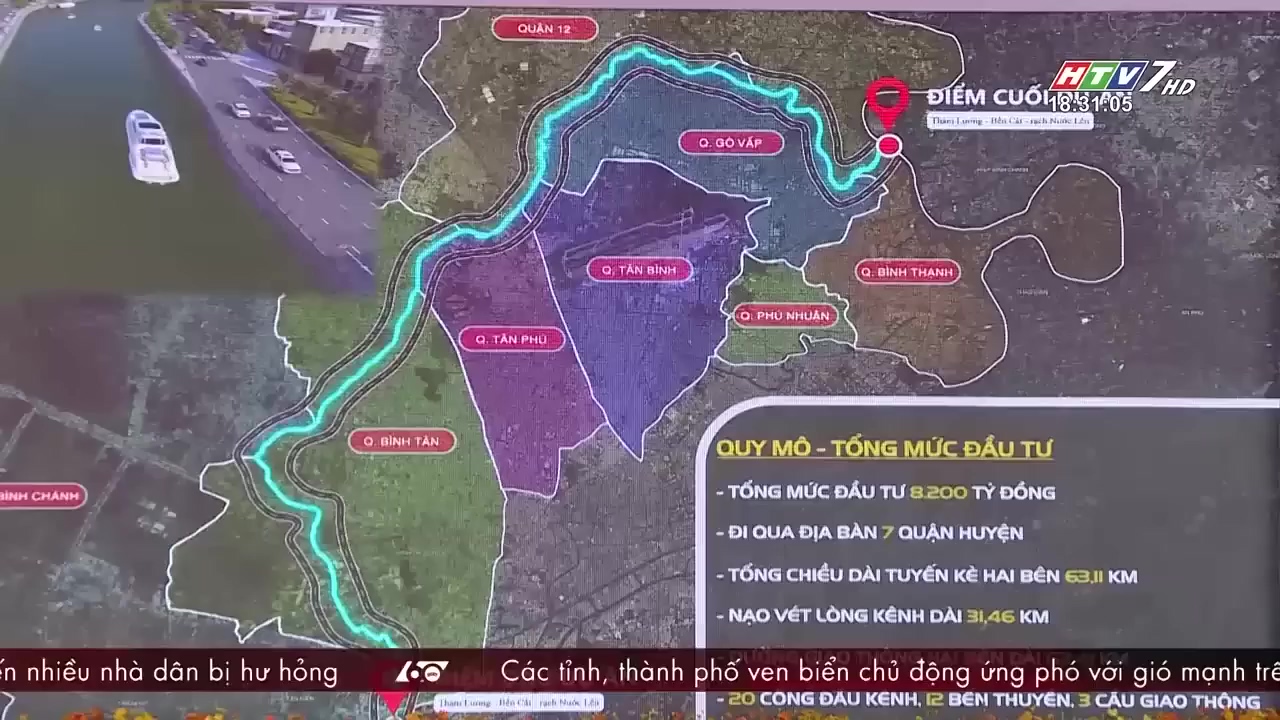 QUẬN 12
HTV7 HD
18:31:05
ĐIỂM CUỐI DỰ ÁN
Tham Lương - Bến Cát - rạch Nước Lên
Q. GÒ VẤP
Q. TÂN BÌNH
Q. BÌNH THẠNH
Q. PHÚ NHUẬN
Q. TÂN PHÚ
Q. BÌNH TÂN
BÌNH CHÁNH
QUY MÔ - TỔNG MỨC ĐẦU TƯ
- TỔNG MỨC ĐẦU TƯ 8.200 TỶ ĐỒNG
- ĐI QUA ĐỊA BÀN 7 QUẬN HUYỆN
- TỔNG CHIỀU DÀI TUYẾN KÈ HAI BÊN 63,11 KM
- NẠO VÉT LÒNG KÊNH DÀI 31,46 KM
ến nhiều nhà dân bị hư hỏng
60 giây
Các tỉnh, thành phố ven biển chủ động ứng phó với gió mạnh trê
Tham Lương - Bến Cát - rạch Nước Lên
- 20 CỐNG ĐẦU KÊNH, 12 BẾN THUYỀN, 3 CẦU GIAO THÔNG